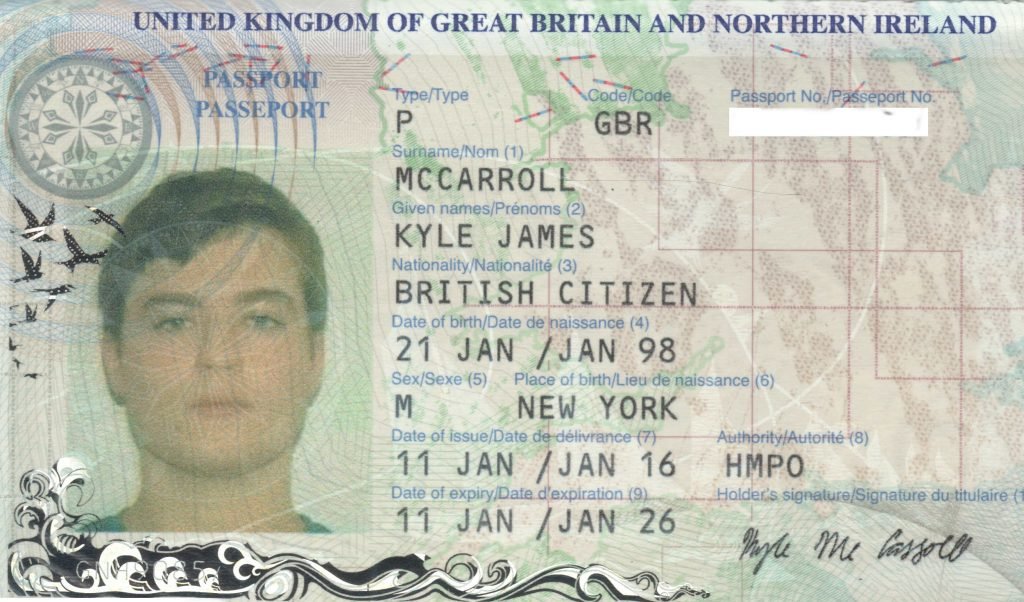 UNITED KINGDOM OF GREAT BRITAIN AND NORTHERN IRELAND
PASSPORT
PASSEPORT
Type/Type Code/Code Passport No./Passeport No.
P GBR
Surname/Nom (1)
MCCARROLL
Given names/Prénoms (2)
KYLE JAMES
Nationality/Nationalité (3)
BRITISH CITIZEN
Date of birth/Date de naissance (4)
21 JAN /JAN 98
Sex/Sexe (5) Place of birth/Lieu de naissance (6)
M NEW YORK
Date of issue/Date de délivrance (7) Authority/Autorité (8)
11 JAN /JAN 16 HMPO
Date of expiry/Date d'expiration (9) Holder's signature/Signature du titulaire (1
11 JAN /JAN 26
Kyle Mc Carroll